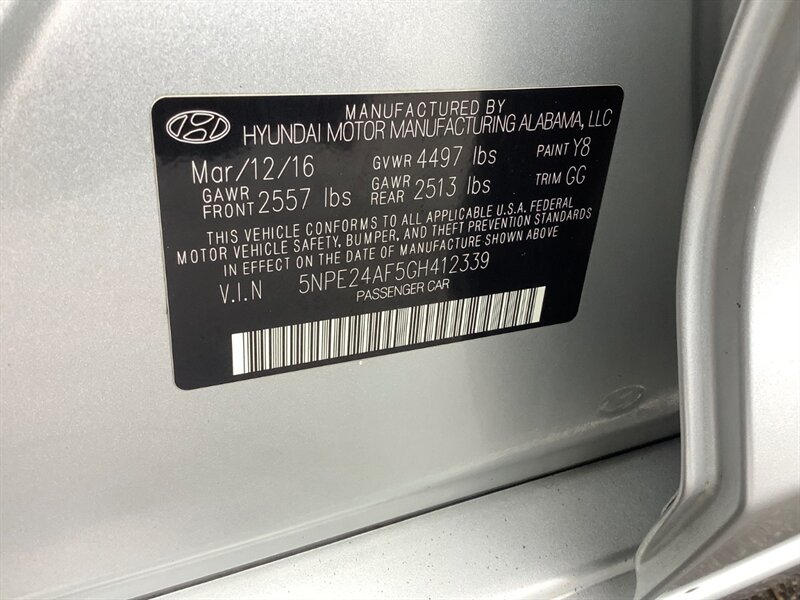 MANUFACTURED BY
HYUNDAI MOTOR MANUFACTURING ALABAMA, LLC
Mar/12/16 GVWR 4497 lbs PAINT Y8
GAWR FRONT 2557 lbs GAWR REAR 2513 lbs TRIM GG
THIS VEHICLE CONFORMS TO ALL APPLICABLE U.S.A. FEDERAL
MOTOR VEHICLE SAFETY, BUMPER, AND THEFT PREVENTION STANDARDS
IN EFFECT ON THE DATE OF MANUFACTURE SHOWN ABOVE
V.I.N 5NPE24AF5GH412339
PASSENGER CAR